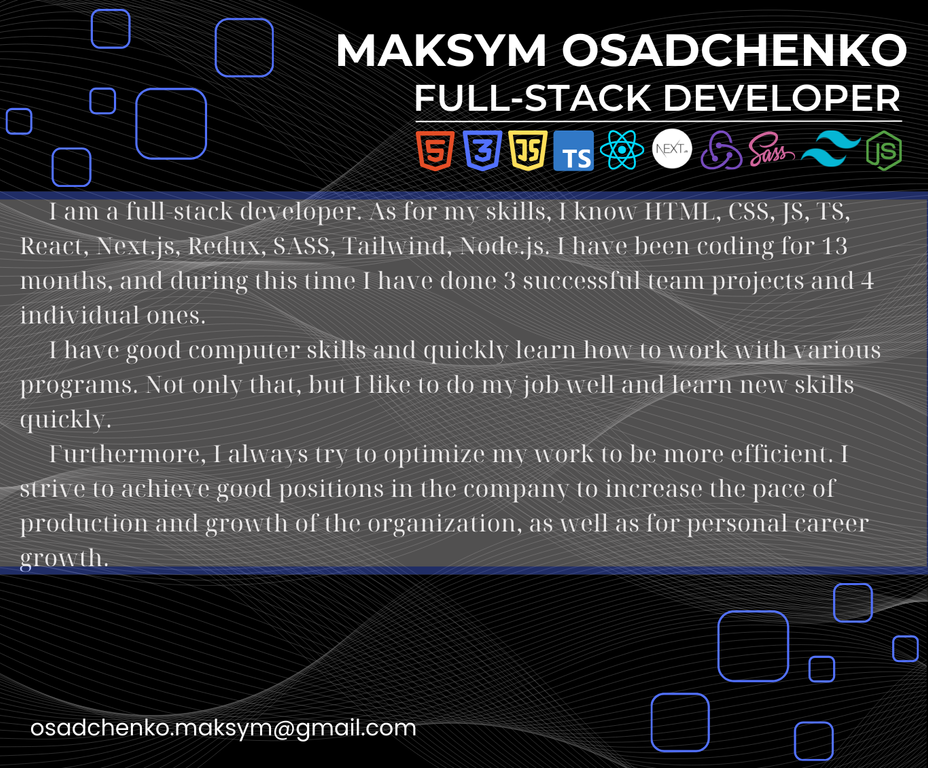 MAKSYM OSADCHENKO
FULL-STACK DEVELOPER
5 3 JS TS NEXT.JS Sass JS
I am a full-stack developer. As for my skills, I know HTML, CSS, JS, TS,
React, Next.js, Redux, SASS, Tailwind, Node.js. I have been coding for 13
months, and during this time I have done 3 successful team projects and 4
individual ones.
I have good computer skills and quickly learn how to work with various
programs. Not only that, but I like to do my job well and learn new skills
quickly.
Furthermore, I always try to optimize my work to be more efficient. I
strive to achieve good positions in the company to increase the pace of
production and growth of the organization, as well as for personal career
growth.
osadchenko.maksym@gmail.com